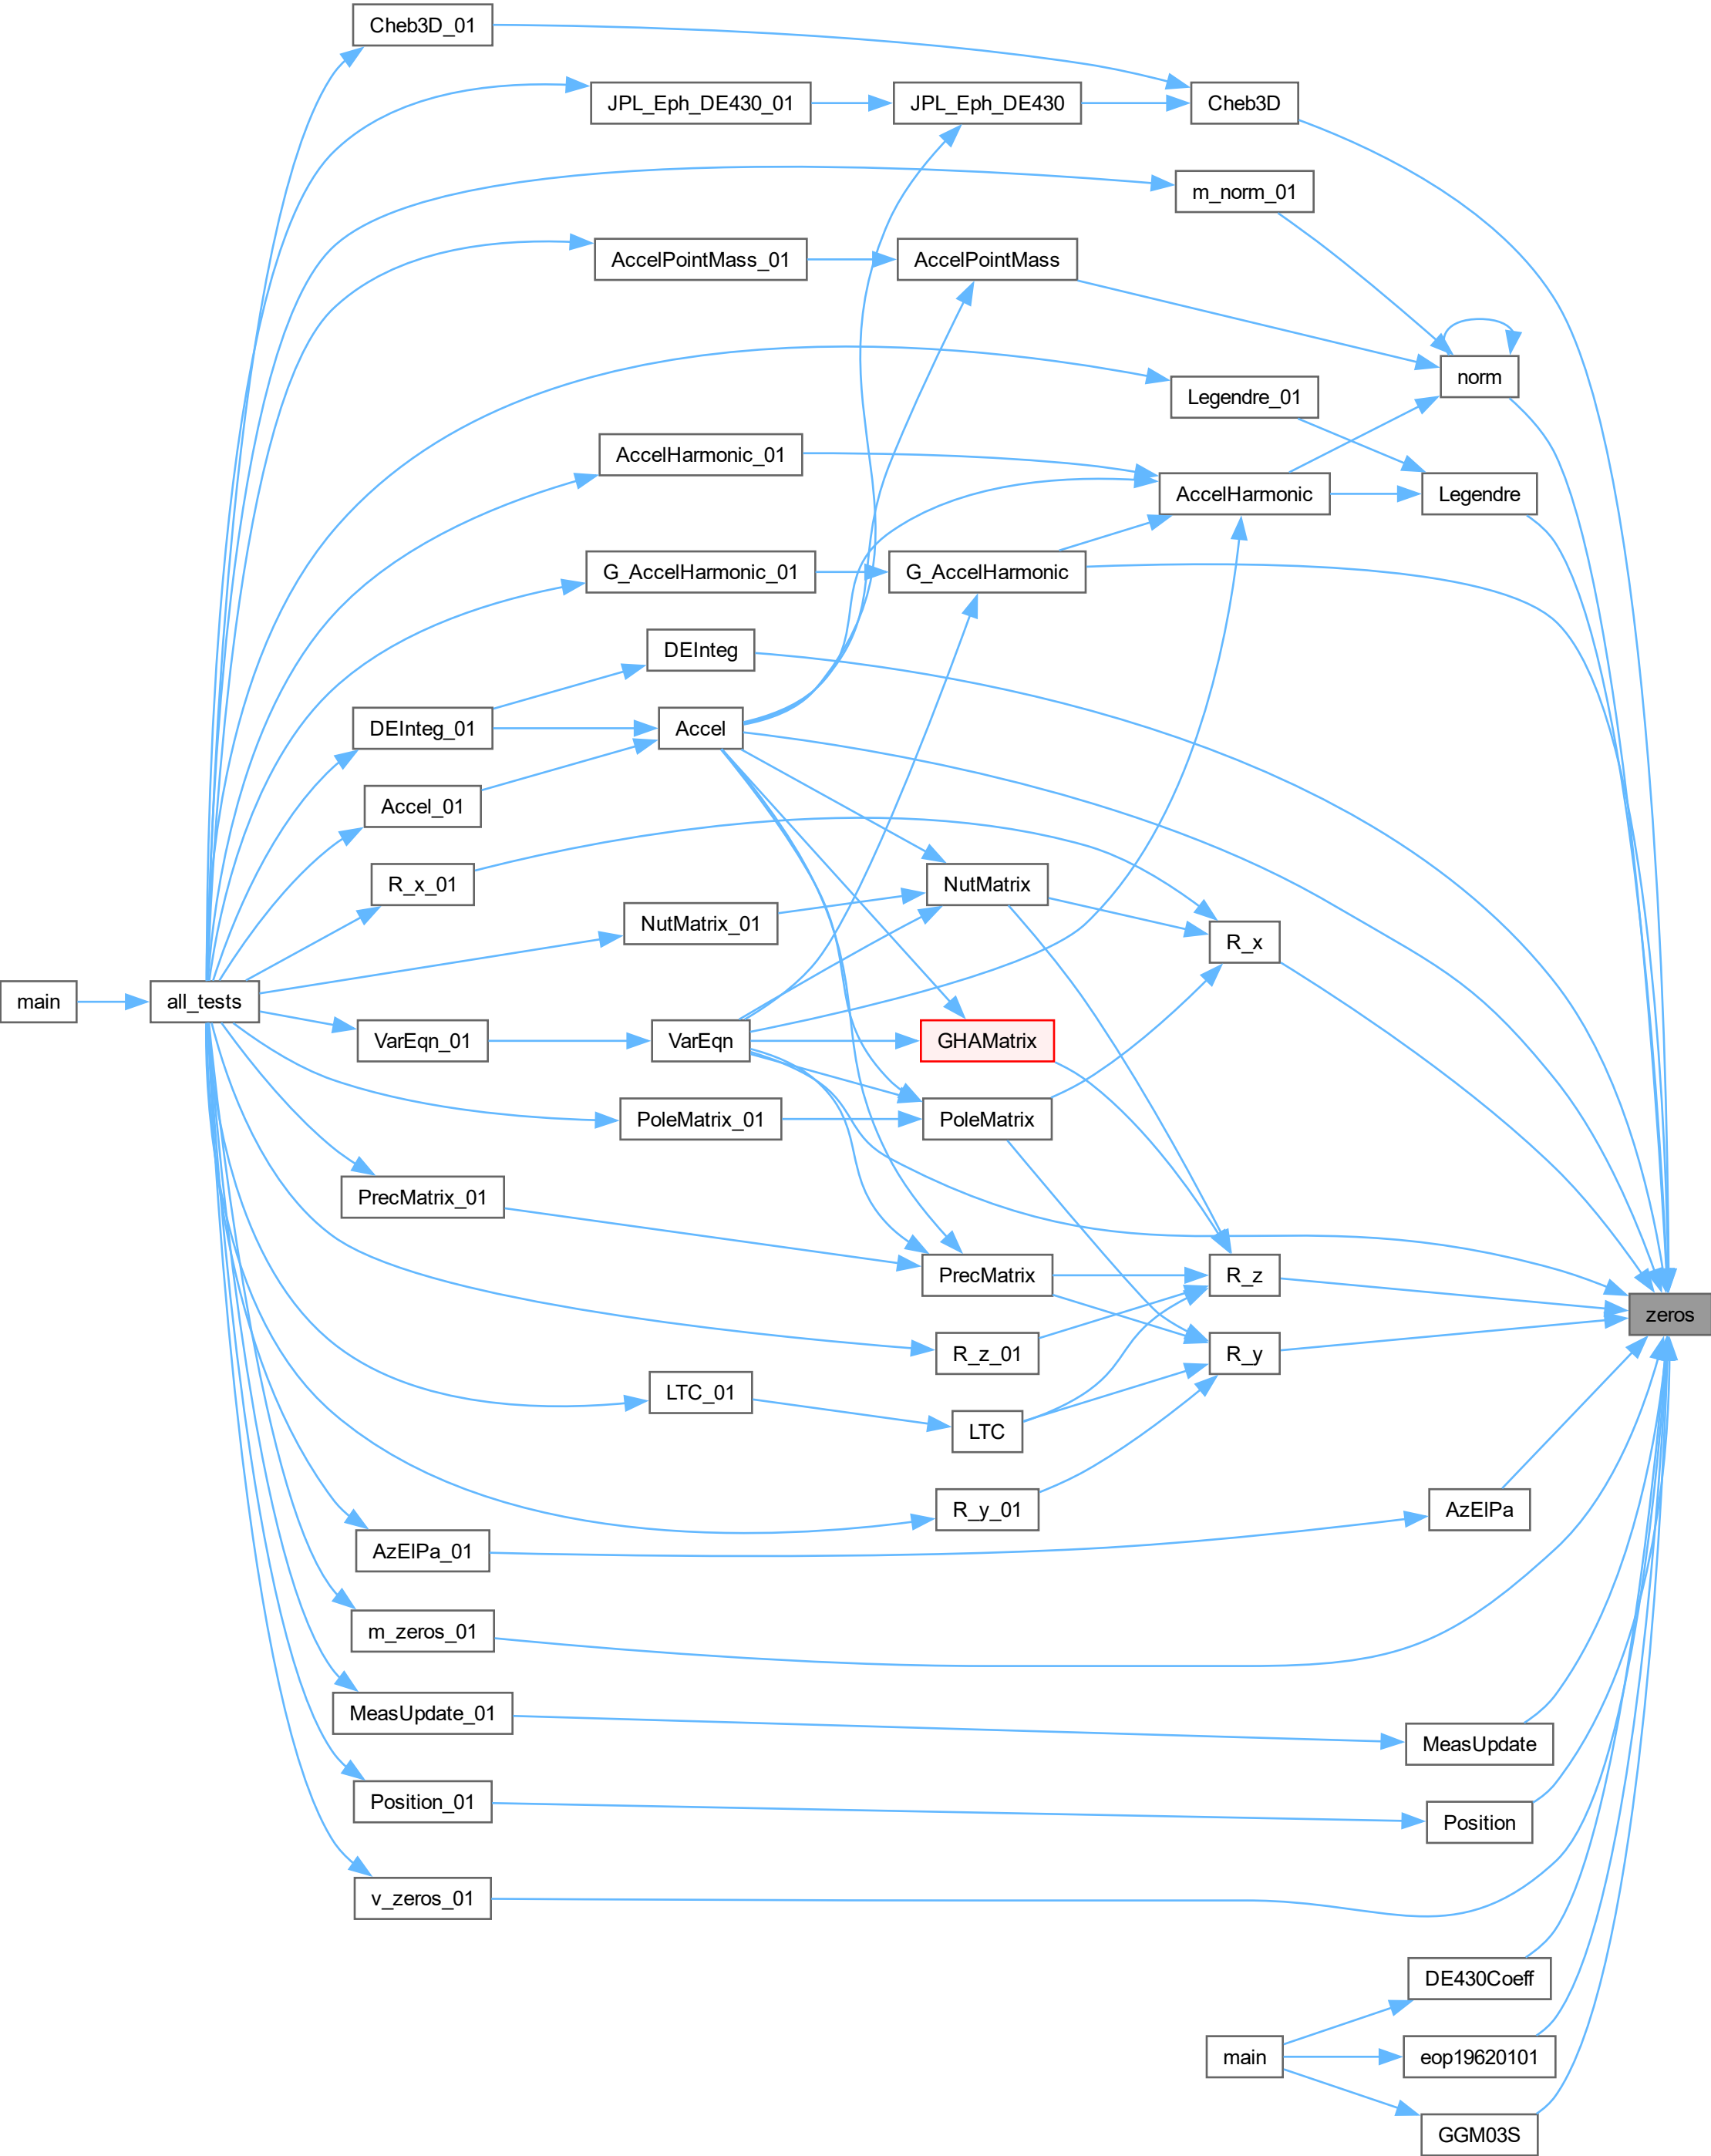 Cheb3D_01
JPL_Eph_DE430_01
JPL_Eph_DE430
Cheb3D
m_norm_01
AccelPointMass_01
AccelPointMass
norm
Legendre_01
AccelHarmonic_01
AccelHarmonic
Legendre
G_AccelHarmonic_01
G_AccelHarmonic
DEInteg
DEInteg_01
Accel
Accel_01
R_x_01
NutMatrix
NutMatrix_01
R_x
main
all_tests
VarEqn_01
VarEqn
GHAMatrix
PoleMatrix_01
PoleMatrix
PrecMatrix_01
PrecMatrix
R_z
zeros
R_z_01
R_y
LTC_01
LTC
R_y_01
AzElPa
AzElPa_01
m_zeros_01
MeasUpdate_01
MeasUpdate
Position_01
Position
v_zeros_01
DE430Coeff
main
eop19620101
GGM03S